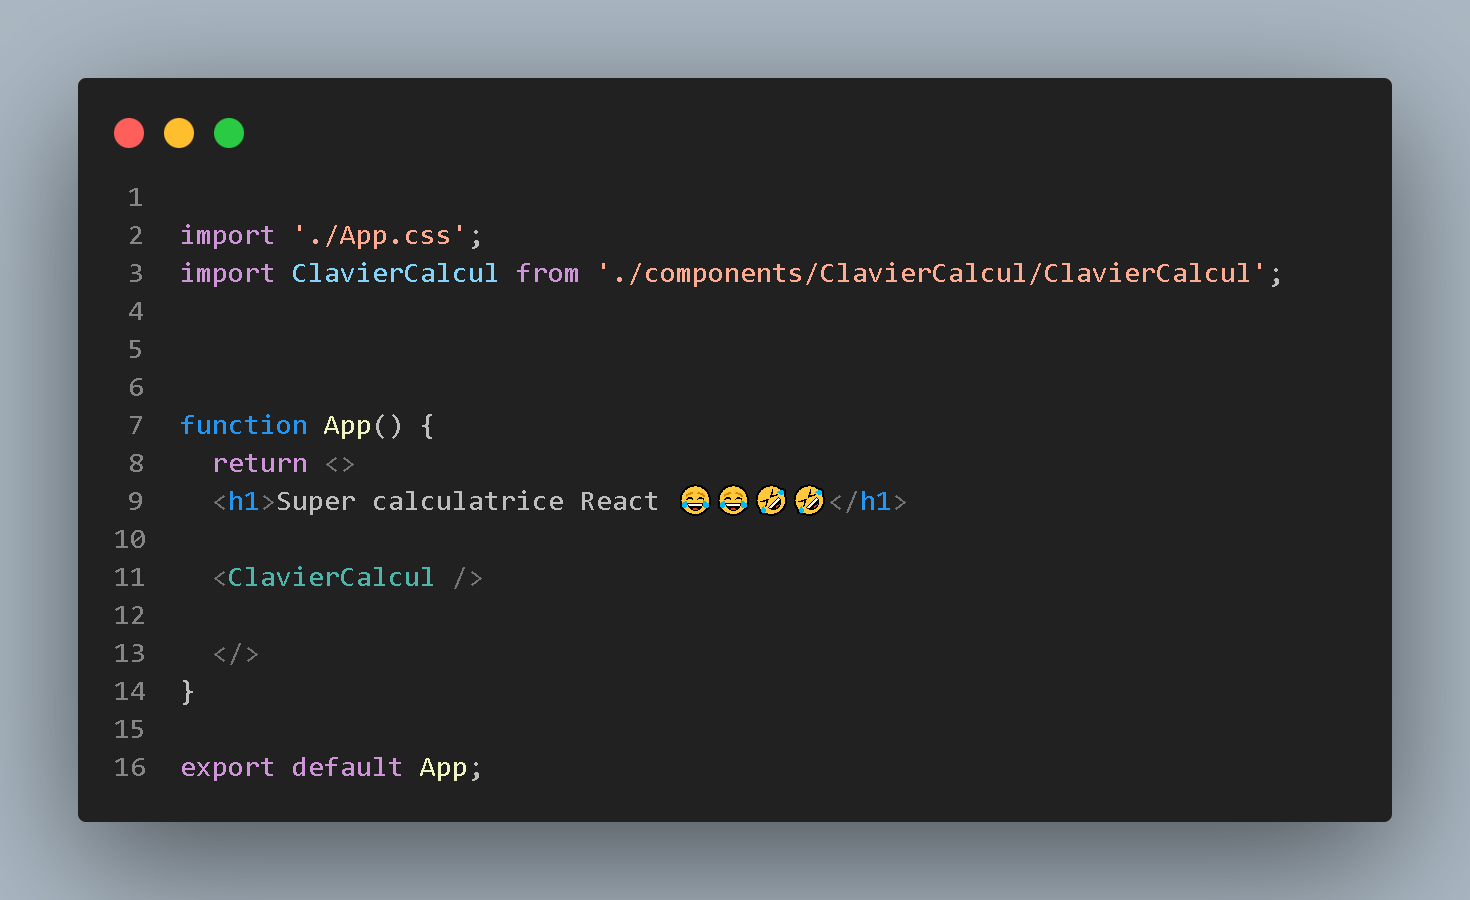 1
2 import './App.css';
3 import ClavierCalcul from './components/ClavierCalcul/ClavierCalcul';
4
5
6
7 function App() {
8   return <>
9   <h1>Super calculatrice React 😂😂🤣🤣</h1>
10
11   <ClavierCalcul />
12
13   </>
14 }
15
16 export default App;